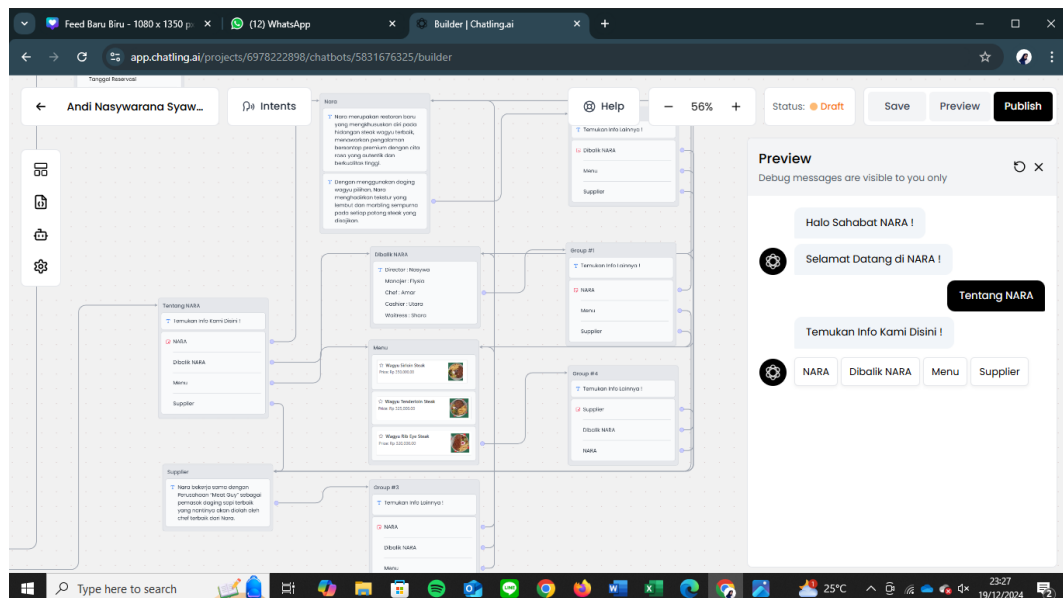 Feed Baru Biru - 1080 x 1350 p
(12) WhatsApp
Builder | Chatling.ai
app.chatling.ai/projects/6978222898/chatbots/5831676325/builder
Tanggal Reservasi
Andi Nasywarana Syaw...
Intents
Help
56%
Status: Draft
Save
Preview
Publish
Nara
Nara merupakan restoran baru
yang mengkhususkan diri pada
hidangan steak wagyu terbaik,
menawarkan pengalaman
bersantap premium dengan cita
rasa yang autentik dan
berkualitas tinggi.
Dengan menggunakan daging
wagyu pilihan, Nara
menghadirkan tekstur yang
lembut dan marbling sempurna
pada setiap potong steak yang
disajikan.
Temukan Info Lainnya !
Dibalik NARA
Menu
Supplier
Dibalik NARA
Director : Nasywa
Manajer : Flysia
Chef : Amar
Cashier : Utara
Waitress : Shara
Group #1
Temukan Info Lainnya !
NARA
Menu
Supplier
Tentang NARA
Temukan Info Kami Disini !
NARA
Dibalik NARA
Menu
Supplier
Menu
Wagyu Sirloin Steak
Wagyu Tenderloin Steak
Wagyu Rib Eye Steak
Group #4
Temukan Info Lainnya !
Supplier
Dibalik NARA
NARA
Supplier
Nara bekerja sama dengan
Perusahaan "Meat Guy" sebagai
pemasok daging sapi terbaik
yang nantinya akan diolah oleh
chef terbaik dari Nara.
Group #3
Temukan Info Lainnya !
NARA
Dibalik NARA
Menu
Preview
Debug messages are visible to you only
Halo Sahabat NARA !
Selamat Datang di NARA !
Tentang NARA
Temukan Info Kami Disini !
NARA
Dibalik NARA
Menu
Supplier
Type here to search
25°C
23:27
19/12/2024